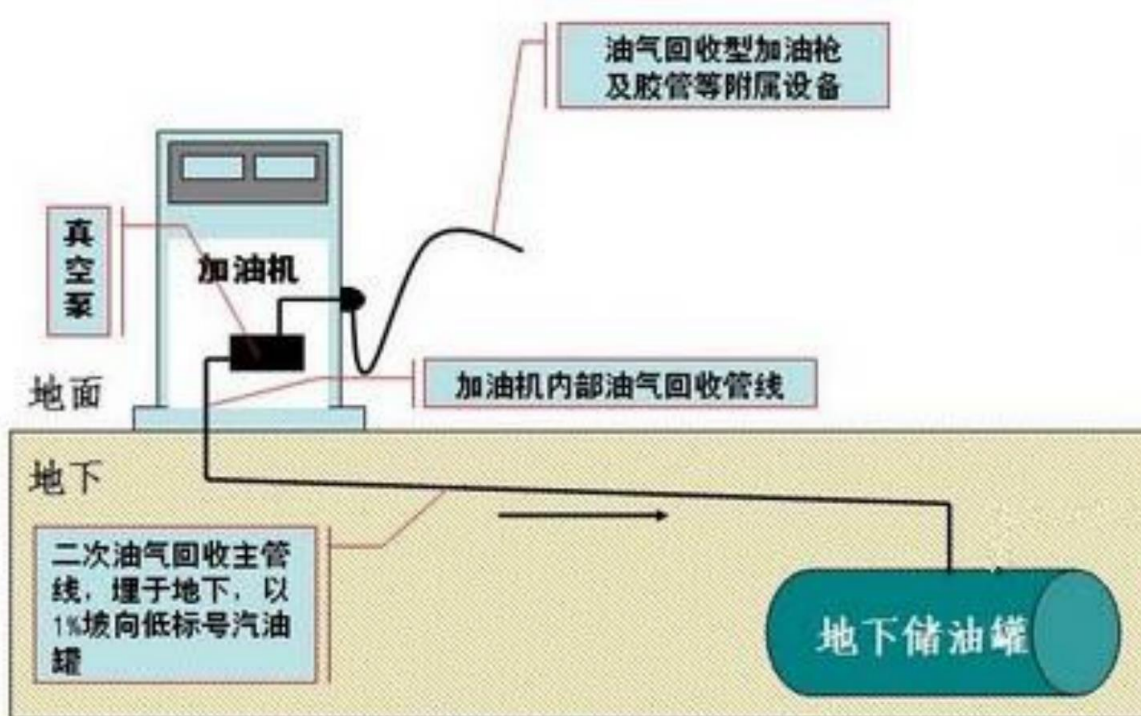 油气回收型加油枪
及胶管等附属设备
真
空
泵
加油机
地面
加油机内部油气回收管线
地下
二次油气回收主管
线，埋于地下，以
1%坡向低标号汽油
罐
地下储油罐